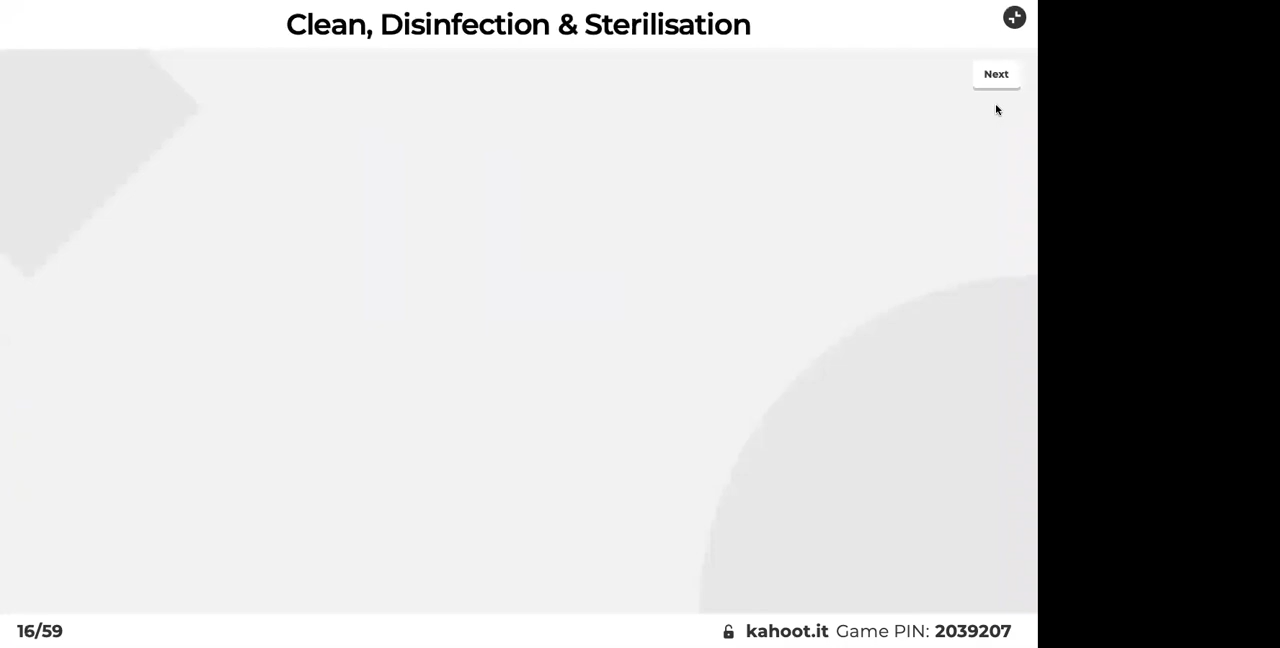 Clean, Disinfection & Sterilisation
Next
16/59
kahoot.it Game PIN: 2039207